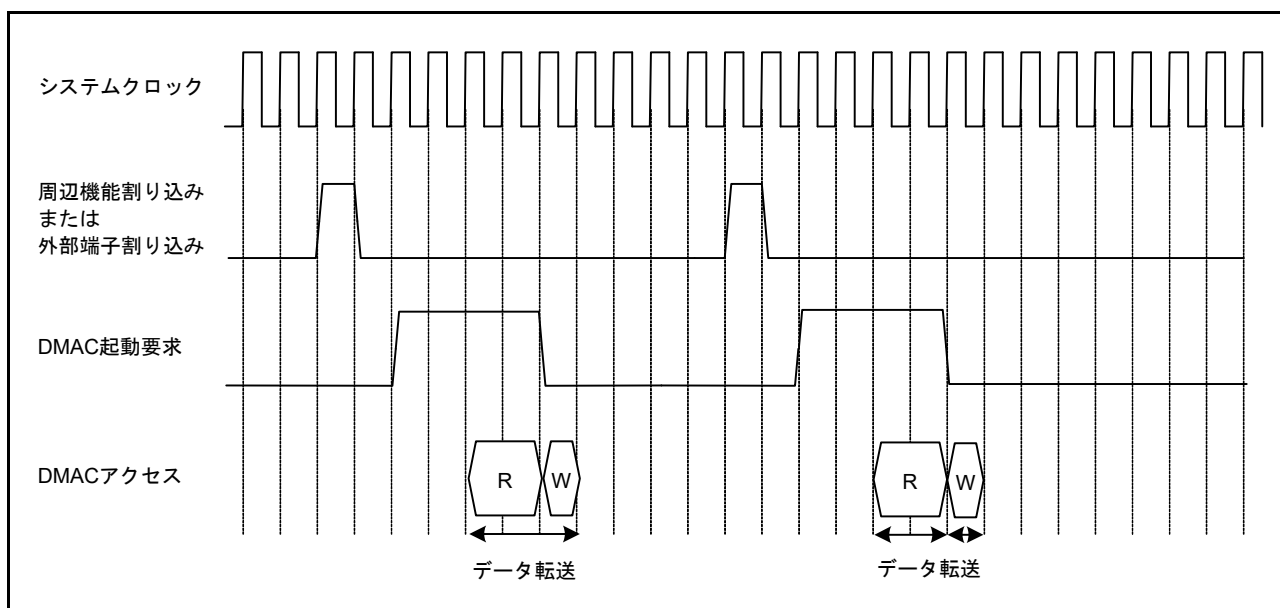 システムクロック
周辺機能割り込み
または
外部端子割り込み
DMAC起動要求
DMACアクセス
R
W
R
W
データ転送
データ転送